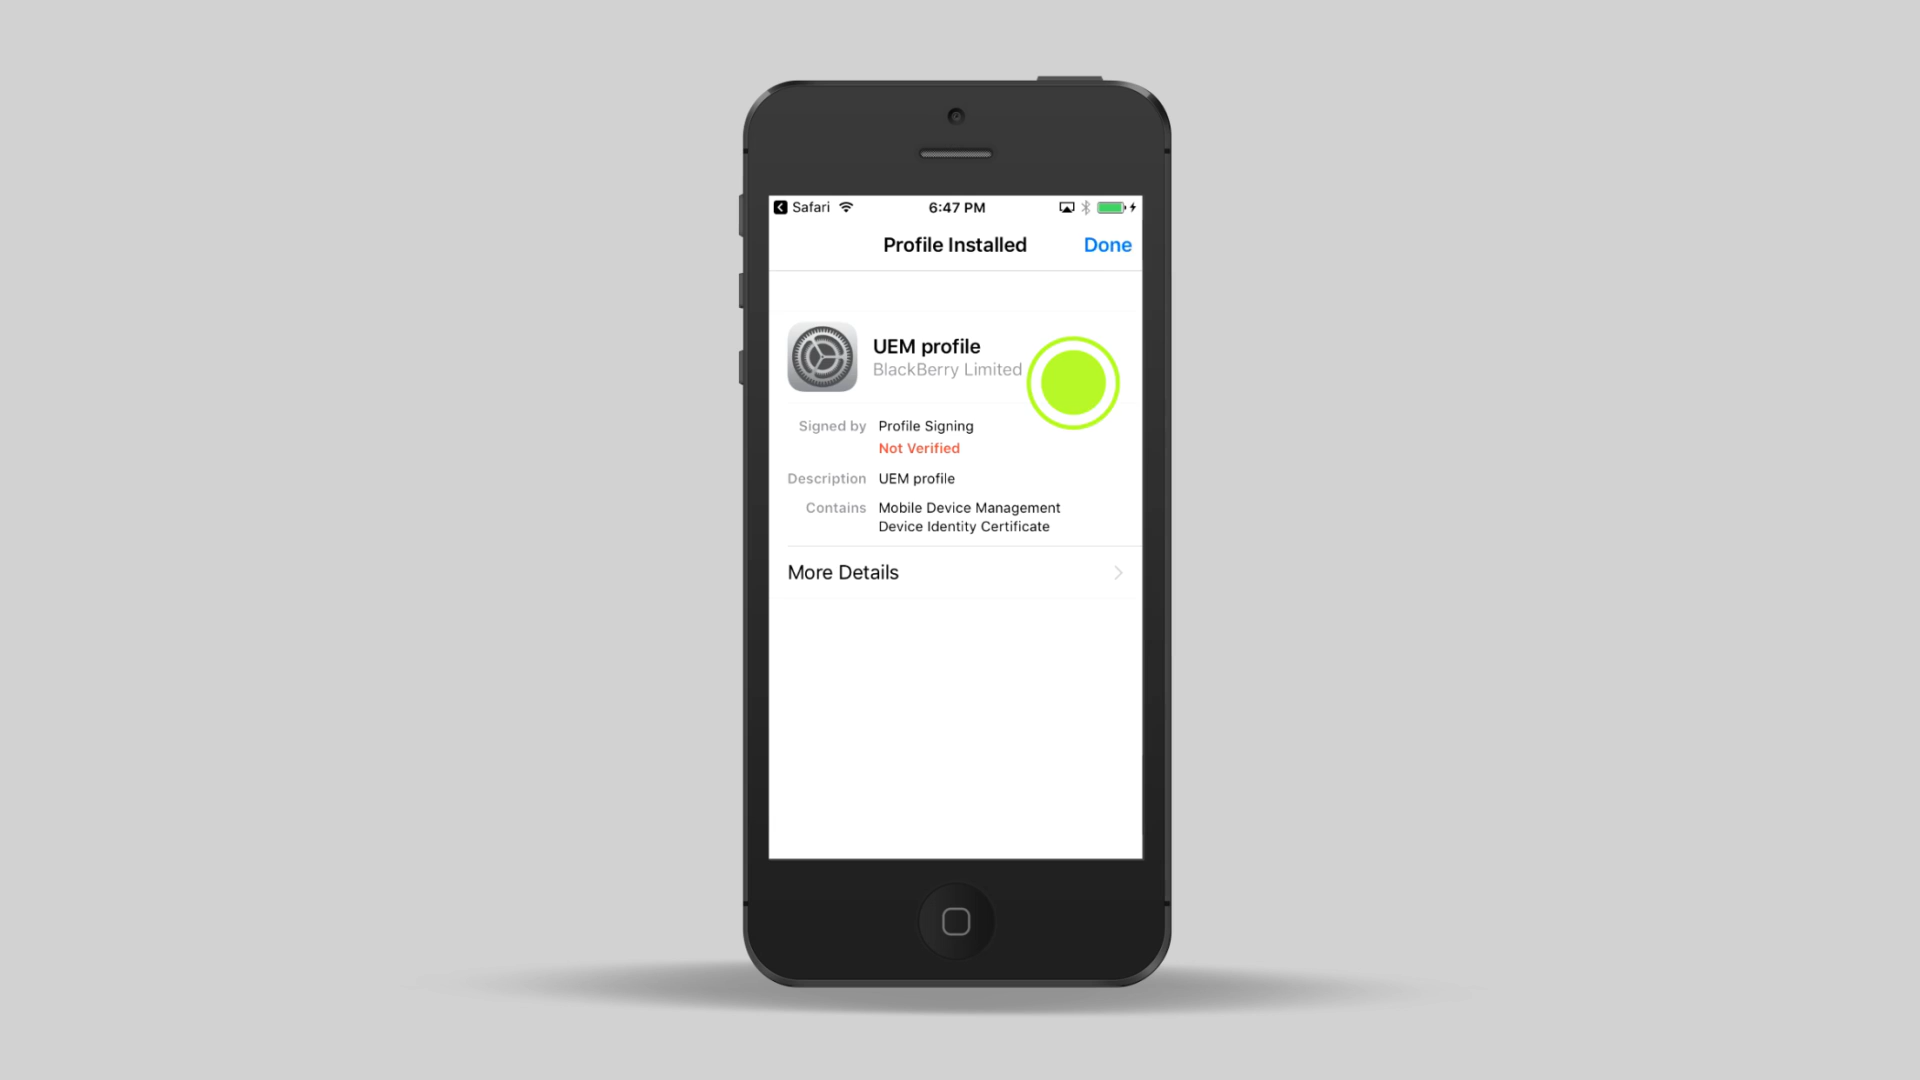 Safari 6:47 PM
Profile Installed Done
UEM profile
BlackBerry Limited
Signed by Profile Signing
Not Verified
Description UEM profile
Contains Mobile Device Management
Device Identity Certificate
More Details